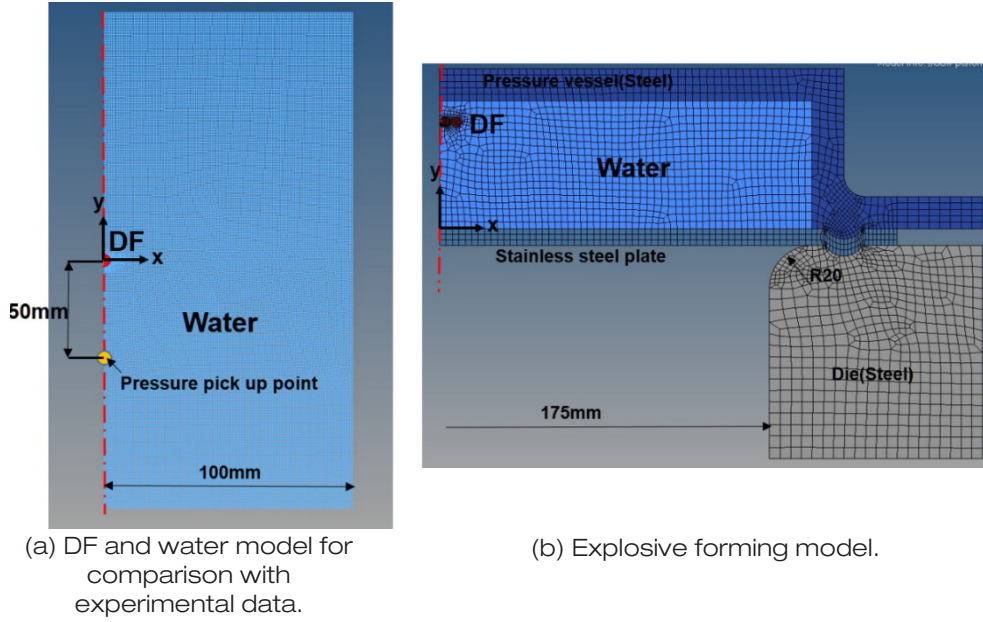 y
DF
x
50mm
Water
Pressure pick up point
100mm
(a) DF and water model for
comparison with
experimental data.
Pressure vessel(Steel)
DF
Water
y
x
Stainless steel plate
R20
Die(Steel)
175mm
(b) Explosive forming model.